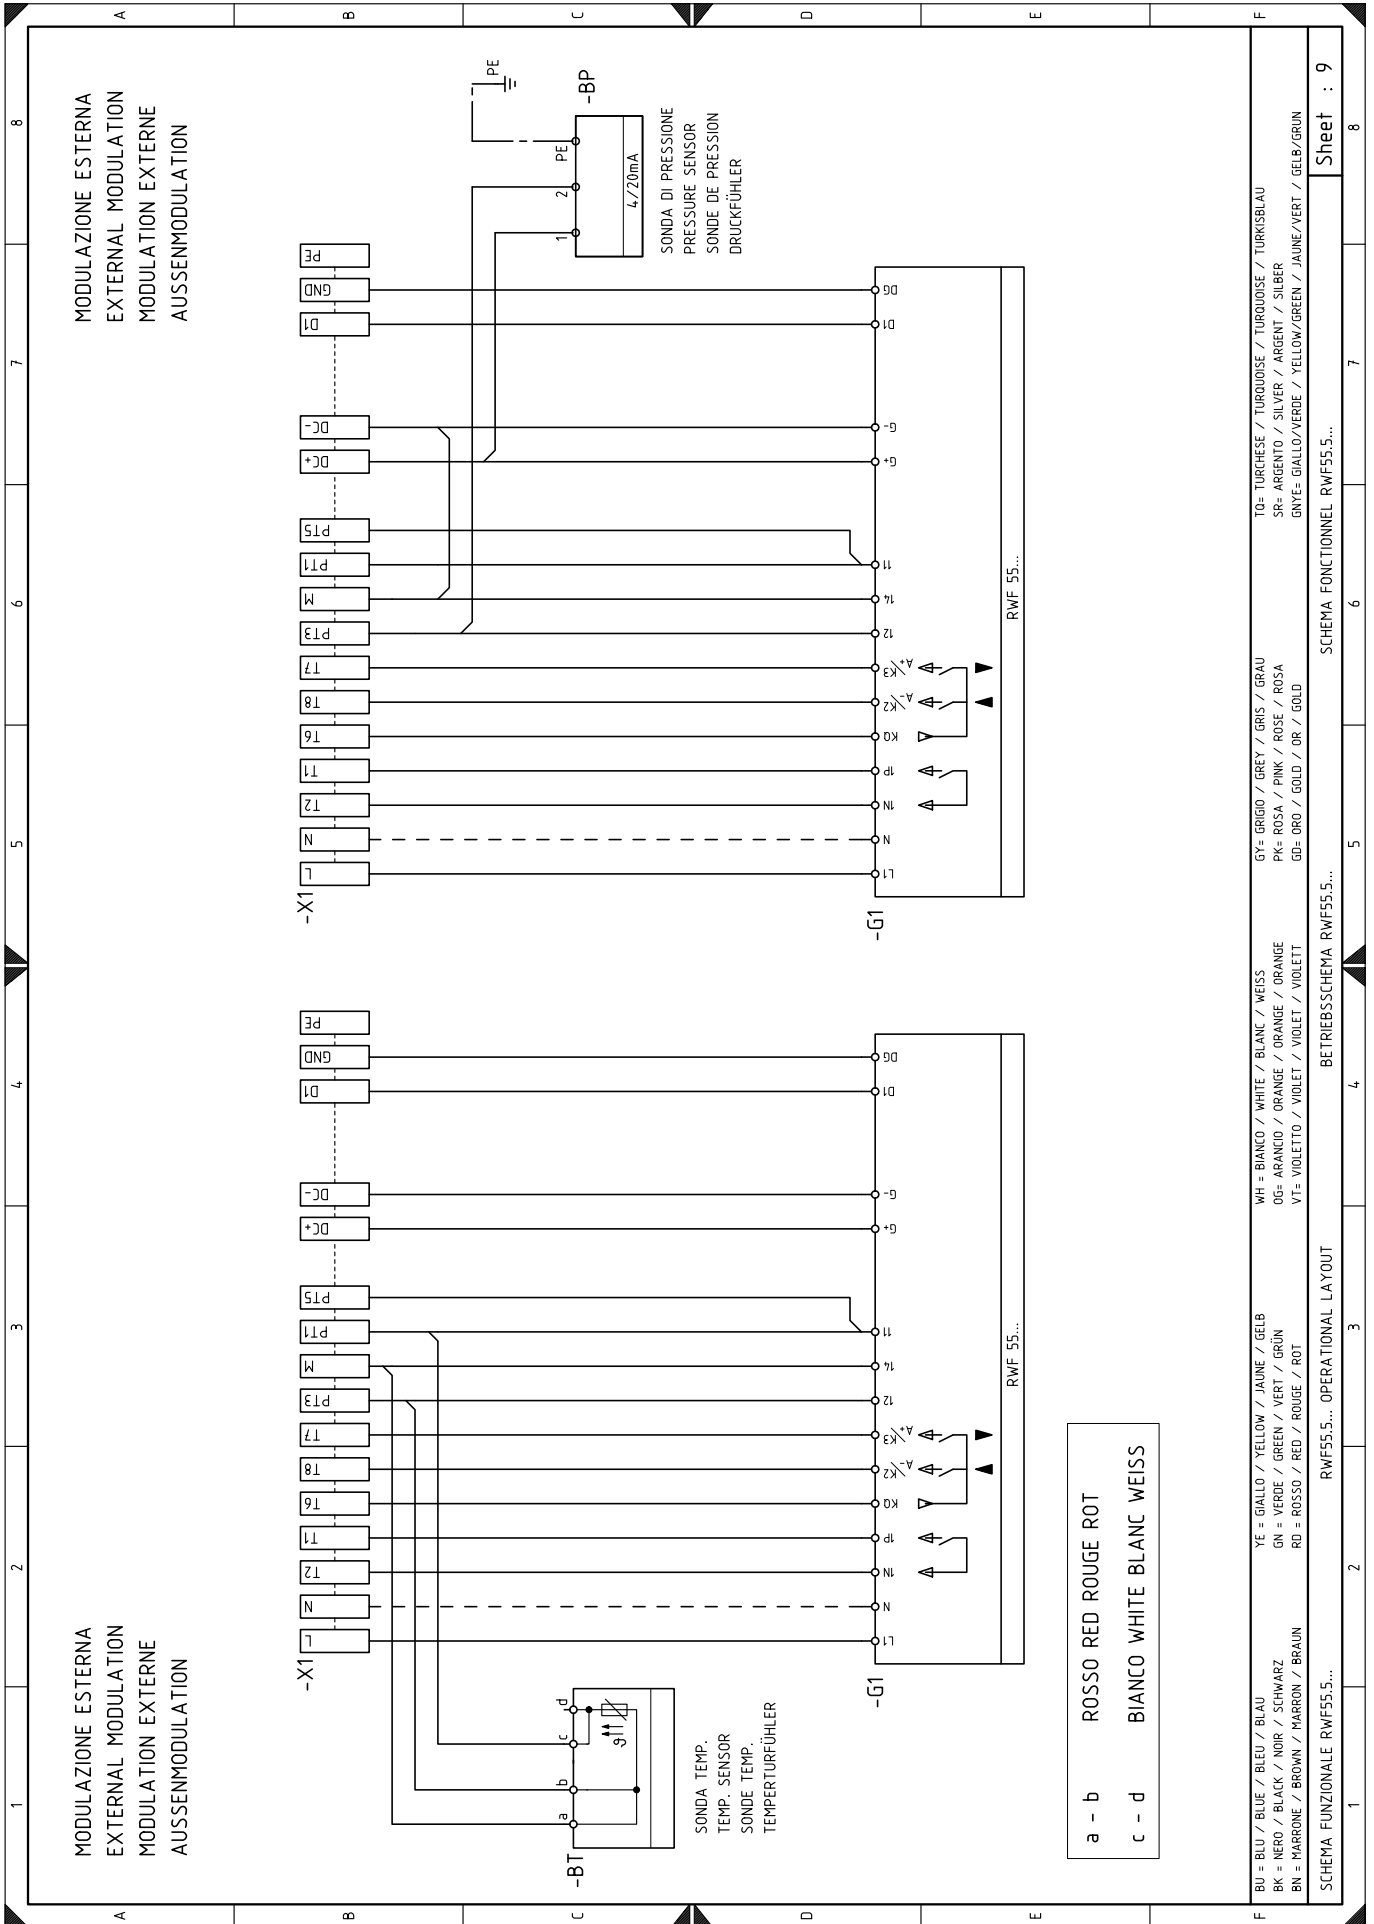 1
2
3
4
5
6
7
8
A
B
C
D
E
F
MODULAZIONE ESTERNA
EXTERNAL MODULATION
MODULATION EXTERNE
AUSSENMODULATION
MODULAZIONE ESTERNA
EXTERNAL MODULATION
MODULATION EXTERNE
AUSSENMODULATION
-X1
L
N
T2
T1
T6
T8
T7
PT3
M
PT1
PT5
DC+
DC-
D1
GND
PE
-BT
a
b
c
d
ϑ
SONDA TEMP.
TEMP. SENSOR
SONDE TEMP.
TEMPERTURFÜHLER
-G1
L1
N
1N
1P
KQ
K2/A-
K3/A+
12
14
11
G+
G-
D1
DG
RWF 55...
-X1
L
N
T2
T1
T6
T8
T7
PT3
M
PT1
PT5
DC+
DC-
D1
GND
PE
PE
-BP
1
2
PE
4/20mA
SONDA DI PRESSIONE
PRESSURE SENSOR
SONDE DE PRESSION
DRUCKFÜHLER
-G1
L1
N
1N
1P
KQ
K2/A-
K3/A+
12
14
11
G+
G-
D1
DG
RWF 55...
a - b ROSSO RED ROUGE ROT
c - d BIANCO WHITE BLANC WEISS
BU = BLU / BLUE / BLEU / BLAU
BK = NERO / BLACK / NOIR / SCHWARZ
BN = MARRONE / BROWN / MARRON / BRAUN
YE = GIALLO / YELLOW / JAUNE / GELB
GN = VERDE / GREEN / VERT / GRÜN
RD = ROSSO / RED / ROUGE / ROT
WH = BIANCO / WHITE / BLANC / WEISS
OG= ARANCIO / ORANGE / ORANGE / ORANGE
VT= VIOLETTO / VIOLET / VIOLET / VIOLETT
GY= GRIGIO / GREY / GRIS / GRAU
PK= ROSA / PINK / ROSE / ROSA
GD= ORO / GOLD / OR / GOLD
TQ= TURCHESE / TURQUOISE / TURQUOISE / TURKISBLAU
SR= ARGENTO / SILVER / ARGENT / SILBER
GNYE= GIALLO/VERDE / YELLOW/GREEN / JAUNE/VERT / GELB/GRUN
SCHEMA FUNZIONALE RWF55.5...
RWF55.5... OPERATIONAL LAYOUT
BETRIEBSSCHEMA RWF55.5...
SCHEMA FONCTIONNEL RWF55.5...
Sheet : 9
1
2
3
4
5
6
7
8
A
B
C
D
E
F